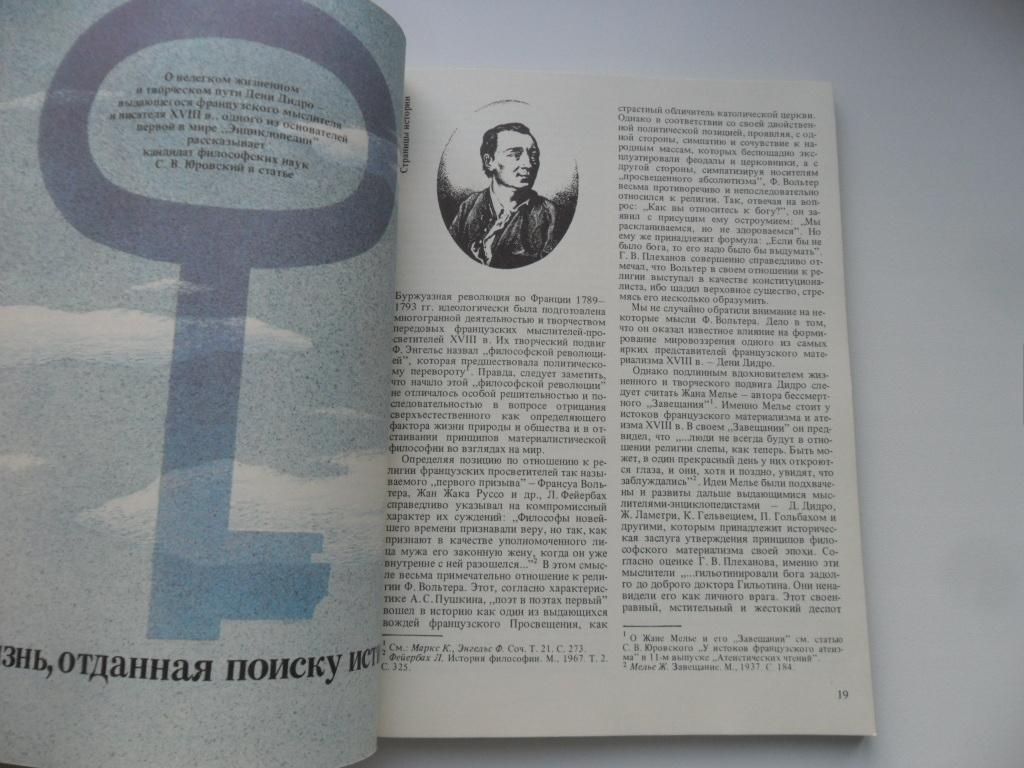 О нелегком жизненном
и творческом пути Дени Дидро –
выдающегося французского мыслителя
и писателя XVIII в., одного из основателей
первой в мире „Энциклопедии"
рассказывает
кандидат философских наук
С. В. Юровский в статье
отданная поиску
Страницы истории
Буржуазная революция во Франции 1789–
1793 гг. идеологически была подготовлена
многогранной деятельностью и творчеством
передовых французских мыслителей-про-
светителей XVIII в. Их творческий подвиг
Ф. Энгельс назвал „философской революци-
ей", которая предшествовала политическо-
му перевороту¹. Правда, следует заметить,
что начало этой „философской революции"
не отличалось особой решительностью и по-
следовательностью в вопросе отрицания
сверхъестественного как определяющего
фактора жизни природы и общества и в от-
стаивании принципов материалистической
философии во взглядах на мир.
Определяя позицию по отношению к ре-
лигии французских просветителей так назы-
ваемого „первого призыва" – Франсуа Воль-
тера, Жан Жака Руссо и др., Л. Фейербах
справедливо указывал на компромиссный
характер их суждений: „Философы новей-
шего времени признавали веру, но так, как
признают в качестве уполномоченного ли-
ца мужа его законную жену, когда он уже
внутренне с ней разошелся..."² В этом смыс-
ле весьма примечательно отношение к рели-
гии Ф. Вольтера. Этот, согласно характерис-
тике А. С. Пушкина, „поэт в поэтах первый"
вошел в историю как один из выдающихся
вождей французского Просвещения, как
¹ См.: Маркс К., Энгельс Ф. Соч. Т. 21. С. 273.
² Фейербах Л. История философии. М., 1967. Т. 2.
С. 325.
страстный обличитель католической церкви.
Однако в соответствии со своей двойствен-
ной политической позицией, проявляя, с од-
ной стороны, симпатию и сочувствие к на-
родным массам, которых беспощадно экс-
плуатировали феодалы и церковники, а с
другой стороны, симпатизируя носителям
„просвещенного абсолютизма", Ф. Вольтер
весьма противоречиво и непоследовательно
относился к религии. Так, отвечая на воп-
рос: „Как вы относитесь к богу?", он за-
явил с присущим ему остроумием: „Мы
раскланиваемся, но не здороваемся". Но
ему же принадлежит формула: „Если бы не
было бога, то его надо было бы выдумать".
Г. В. Плеханов совершенно справедливо от-
мечал, что Вольтер в своем отношении к ре-
лигии выступал в качестве конституциона-
листа, ибо щадил верховное существо, стре-
мясь его несколько образумить.
Мы не случайно обратили внимание на не-
которые мысли Ф. Вольтера. Дело в том,
что он оказал известное влияние на форми-
рование мировоззрения одного из самых
ярких представителей французского мате-
риализма XVIII в. – Дени Дидро.
Однако подлинным вдохновителем жиз-
ненного и творческого подвига Дидро сле-
дует считать Жана Мелье – автора бессмерт-
ного „Завещания"¹. Именно Мелье стоит у
истоков французского материализма и ате-
изма XVIII в. В своем „Завещании" он пред-
видел, что „...люди не всегда будут в отно-
шении религии слепы, как теперь. Быть мо-
жет, в один прекрасный день у них откроют-
ся глаза, и они, хотя и поздно, увидят, что
заблуждались"². Идеи Мелье были подхваче-
ны и развиты дальше выдающимися мыс-
лителями-энциклопедистами – Д. Дидро,
Ж. Ламетри, К. Гельвецием, П. Гольбахом и
другими, которым принадлежит историчес-
кая заслуга утверждения принципов фило-
софского материализма своей эпохи. Со-
гласно оценке Г. В. Плеханова, именно эти
мыслители „...гильотинировали бога задол-
го до доброго доктора Гильотина. Они нена-
видели его как личного врага. Этот своен-
равный, мстительный и жестокий деспот
¹ О Жане Мелье и его „Завещании" см. статью
С. В. Юровского „У истоков французского атеиз-
ма" в 11-м выпуске „Атеистических чтений".
² Мелье Ж. Завещание. М., 1937. С. 184.
19